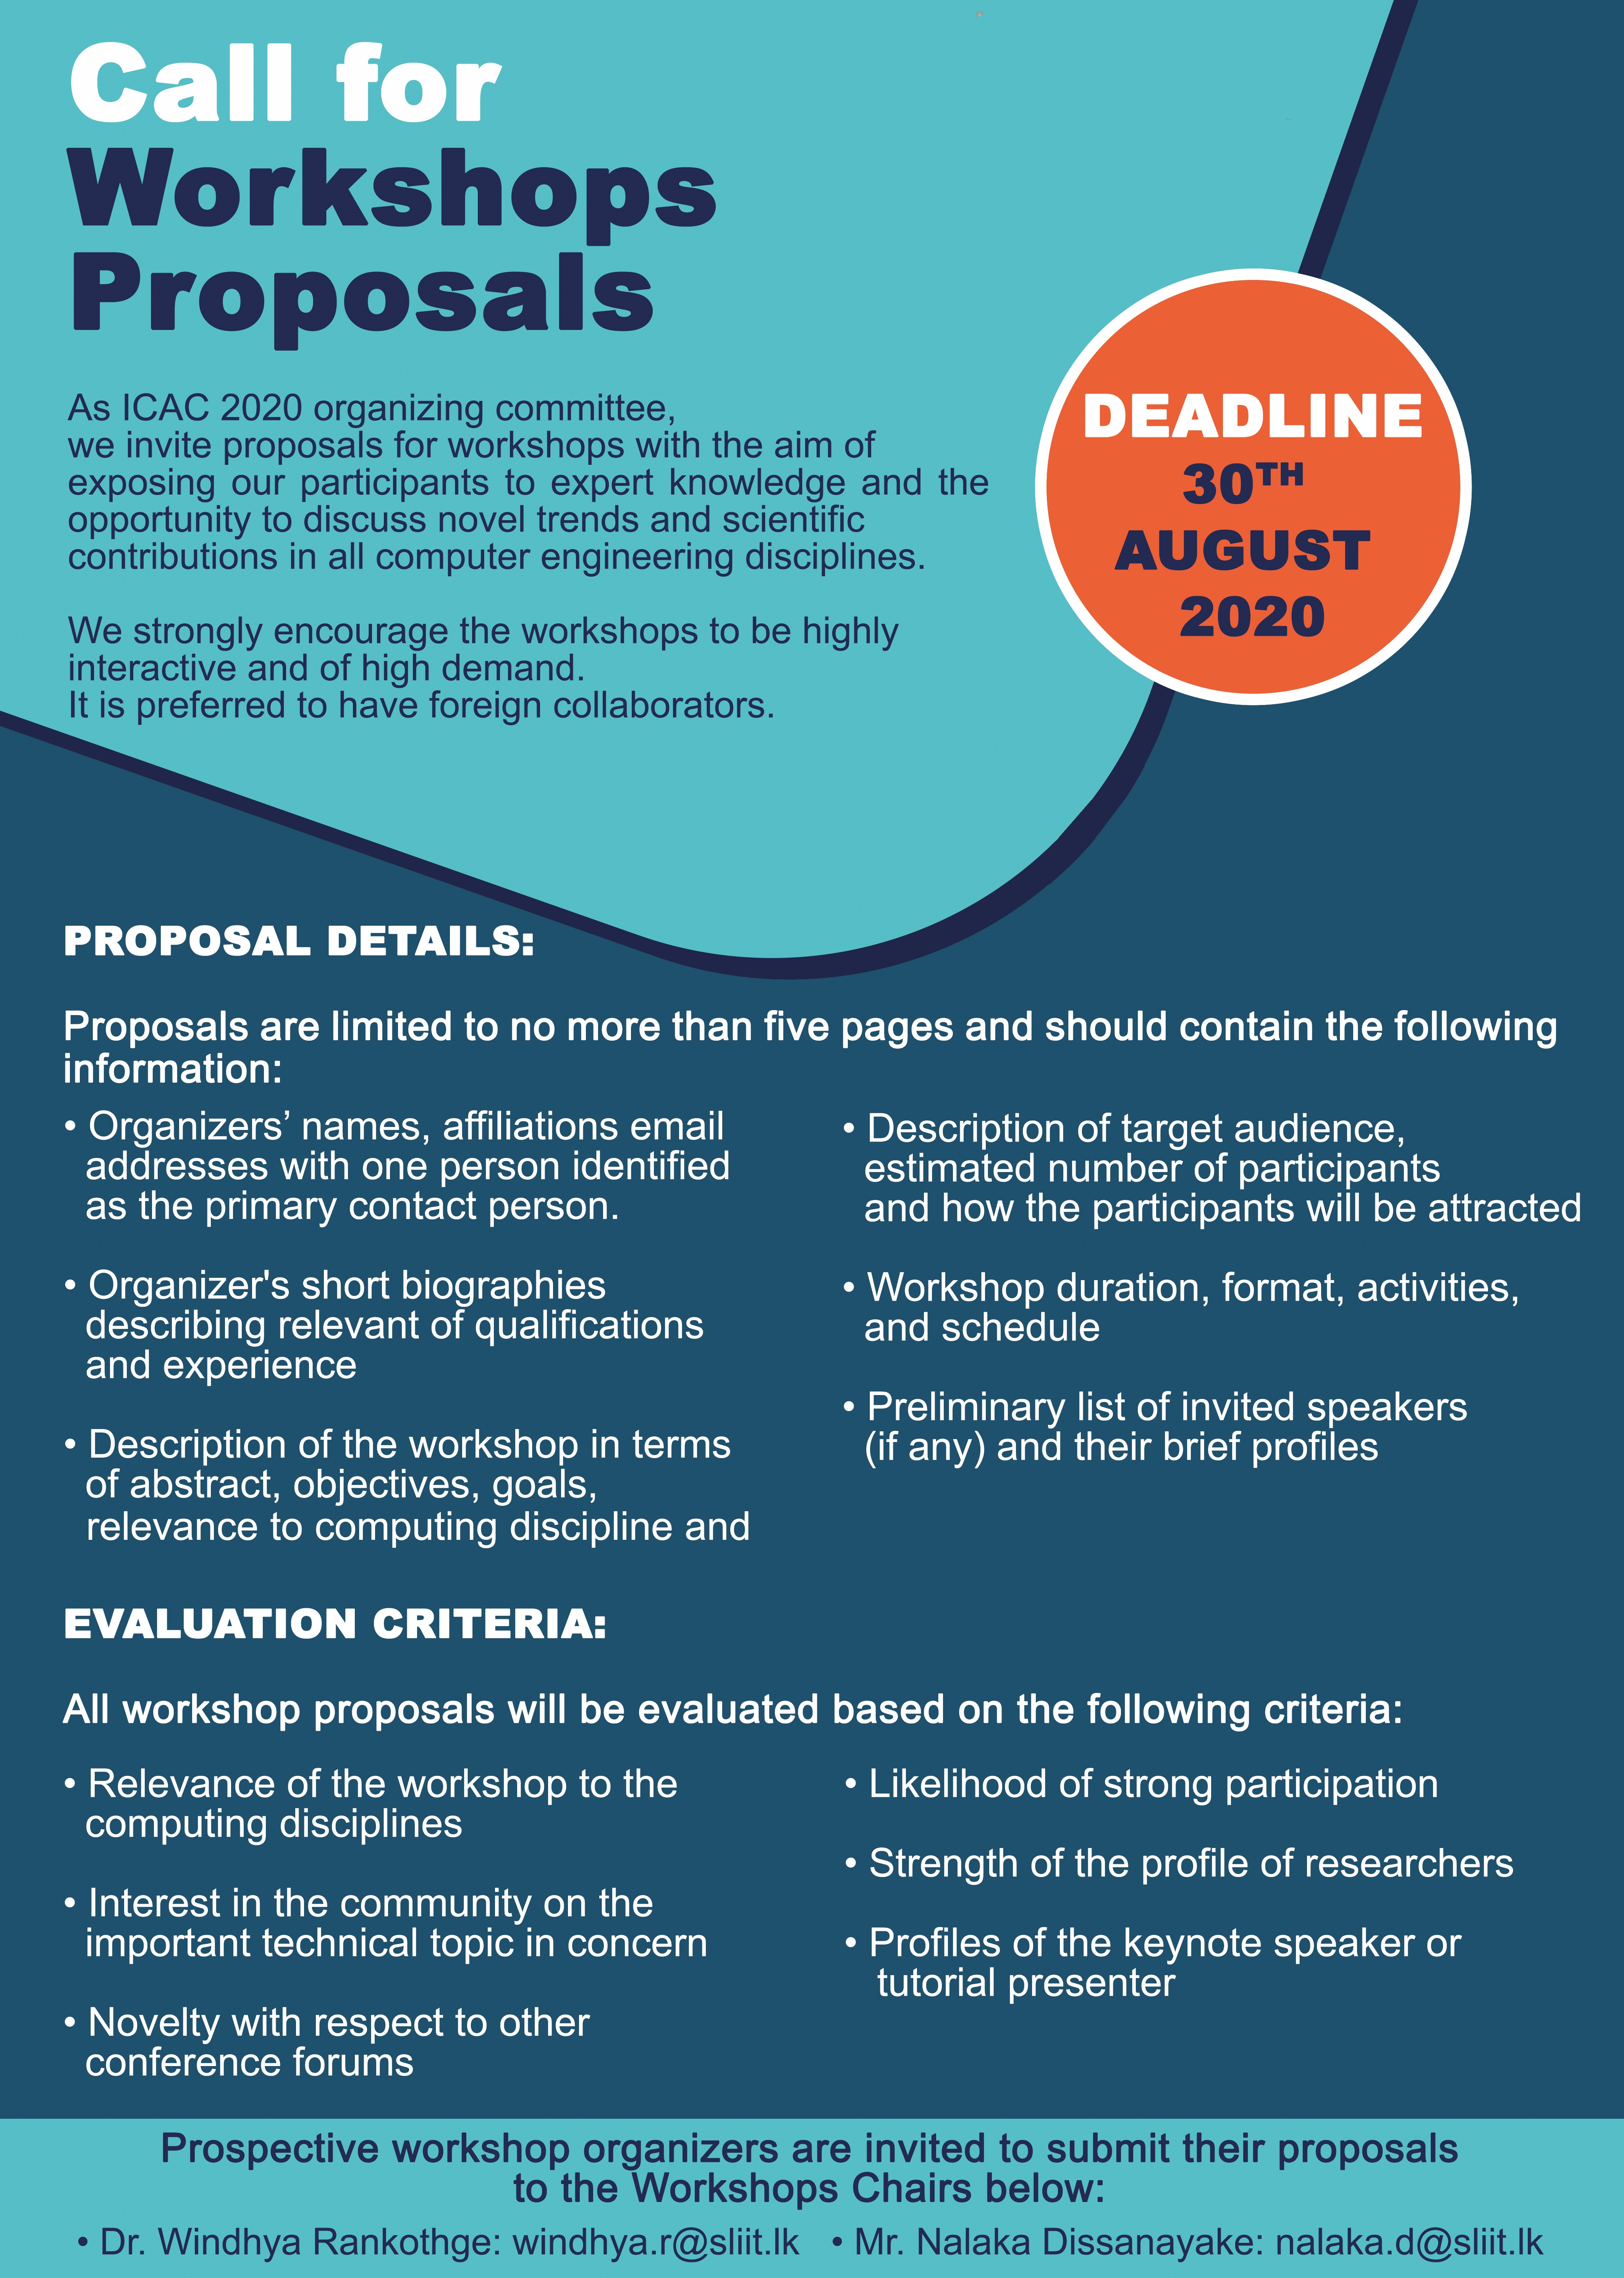 Call for
Workshops
Proposals
As ICAC 2020 organizing committee,
we invite proposals for workshops with the aim of
exposing our participants to expert knowledge and the
opportunity to discuss novel trends and scientific
contributions in all computer engineering disciplines.
We strongly encourage the workshops to be highly
interactive and of high demand.
It is preferred to have foreign collaborators.
DEADLINE
30TH
AUGUST
2020
PROPOSAL DETAILS:
Proposals are limited to no more than five pages and should contain the following
information:
• Organizers’ names, affiliations email
addresses with one person identified
as the primary contact person.
• Organizer's short biographies
describing relevant of qualifications
and experience
• Description of the workshop in terms
of abstract, objectives, goals,
relevance to computing discipline and
• Description of target audience,
estimated number of participants
and how the participants will be attracted
• Workshop duration, format, activities,
and schedule
• Preliminary list of invited speakers
(if any) and their brief profiles
EVALUATION CRITERIA:
All workshop proposals will be evaluated based on the following criteria:
• Relevance of the workshop to the
computing disciplines
• Interest in the community on the
important technical topic in concern
• Novelty with respect to other
conference forums
• Likelihood of strong participation
• Strength of the profile of researchers
• Profiles of the keynote speaker or
tutorial presenter
Prospective workshop organizers are invited to submit their proposals
to the Workshops Chairs below:
• Dr. Windhya Rankothge: windhya.r@sliit.lk • Mr. Nalaka Dissanayake: nalaka.d@sliit.lk